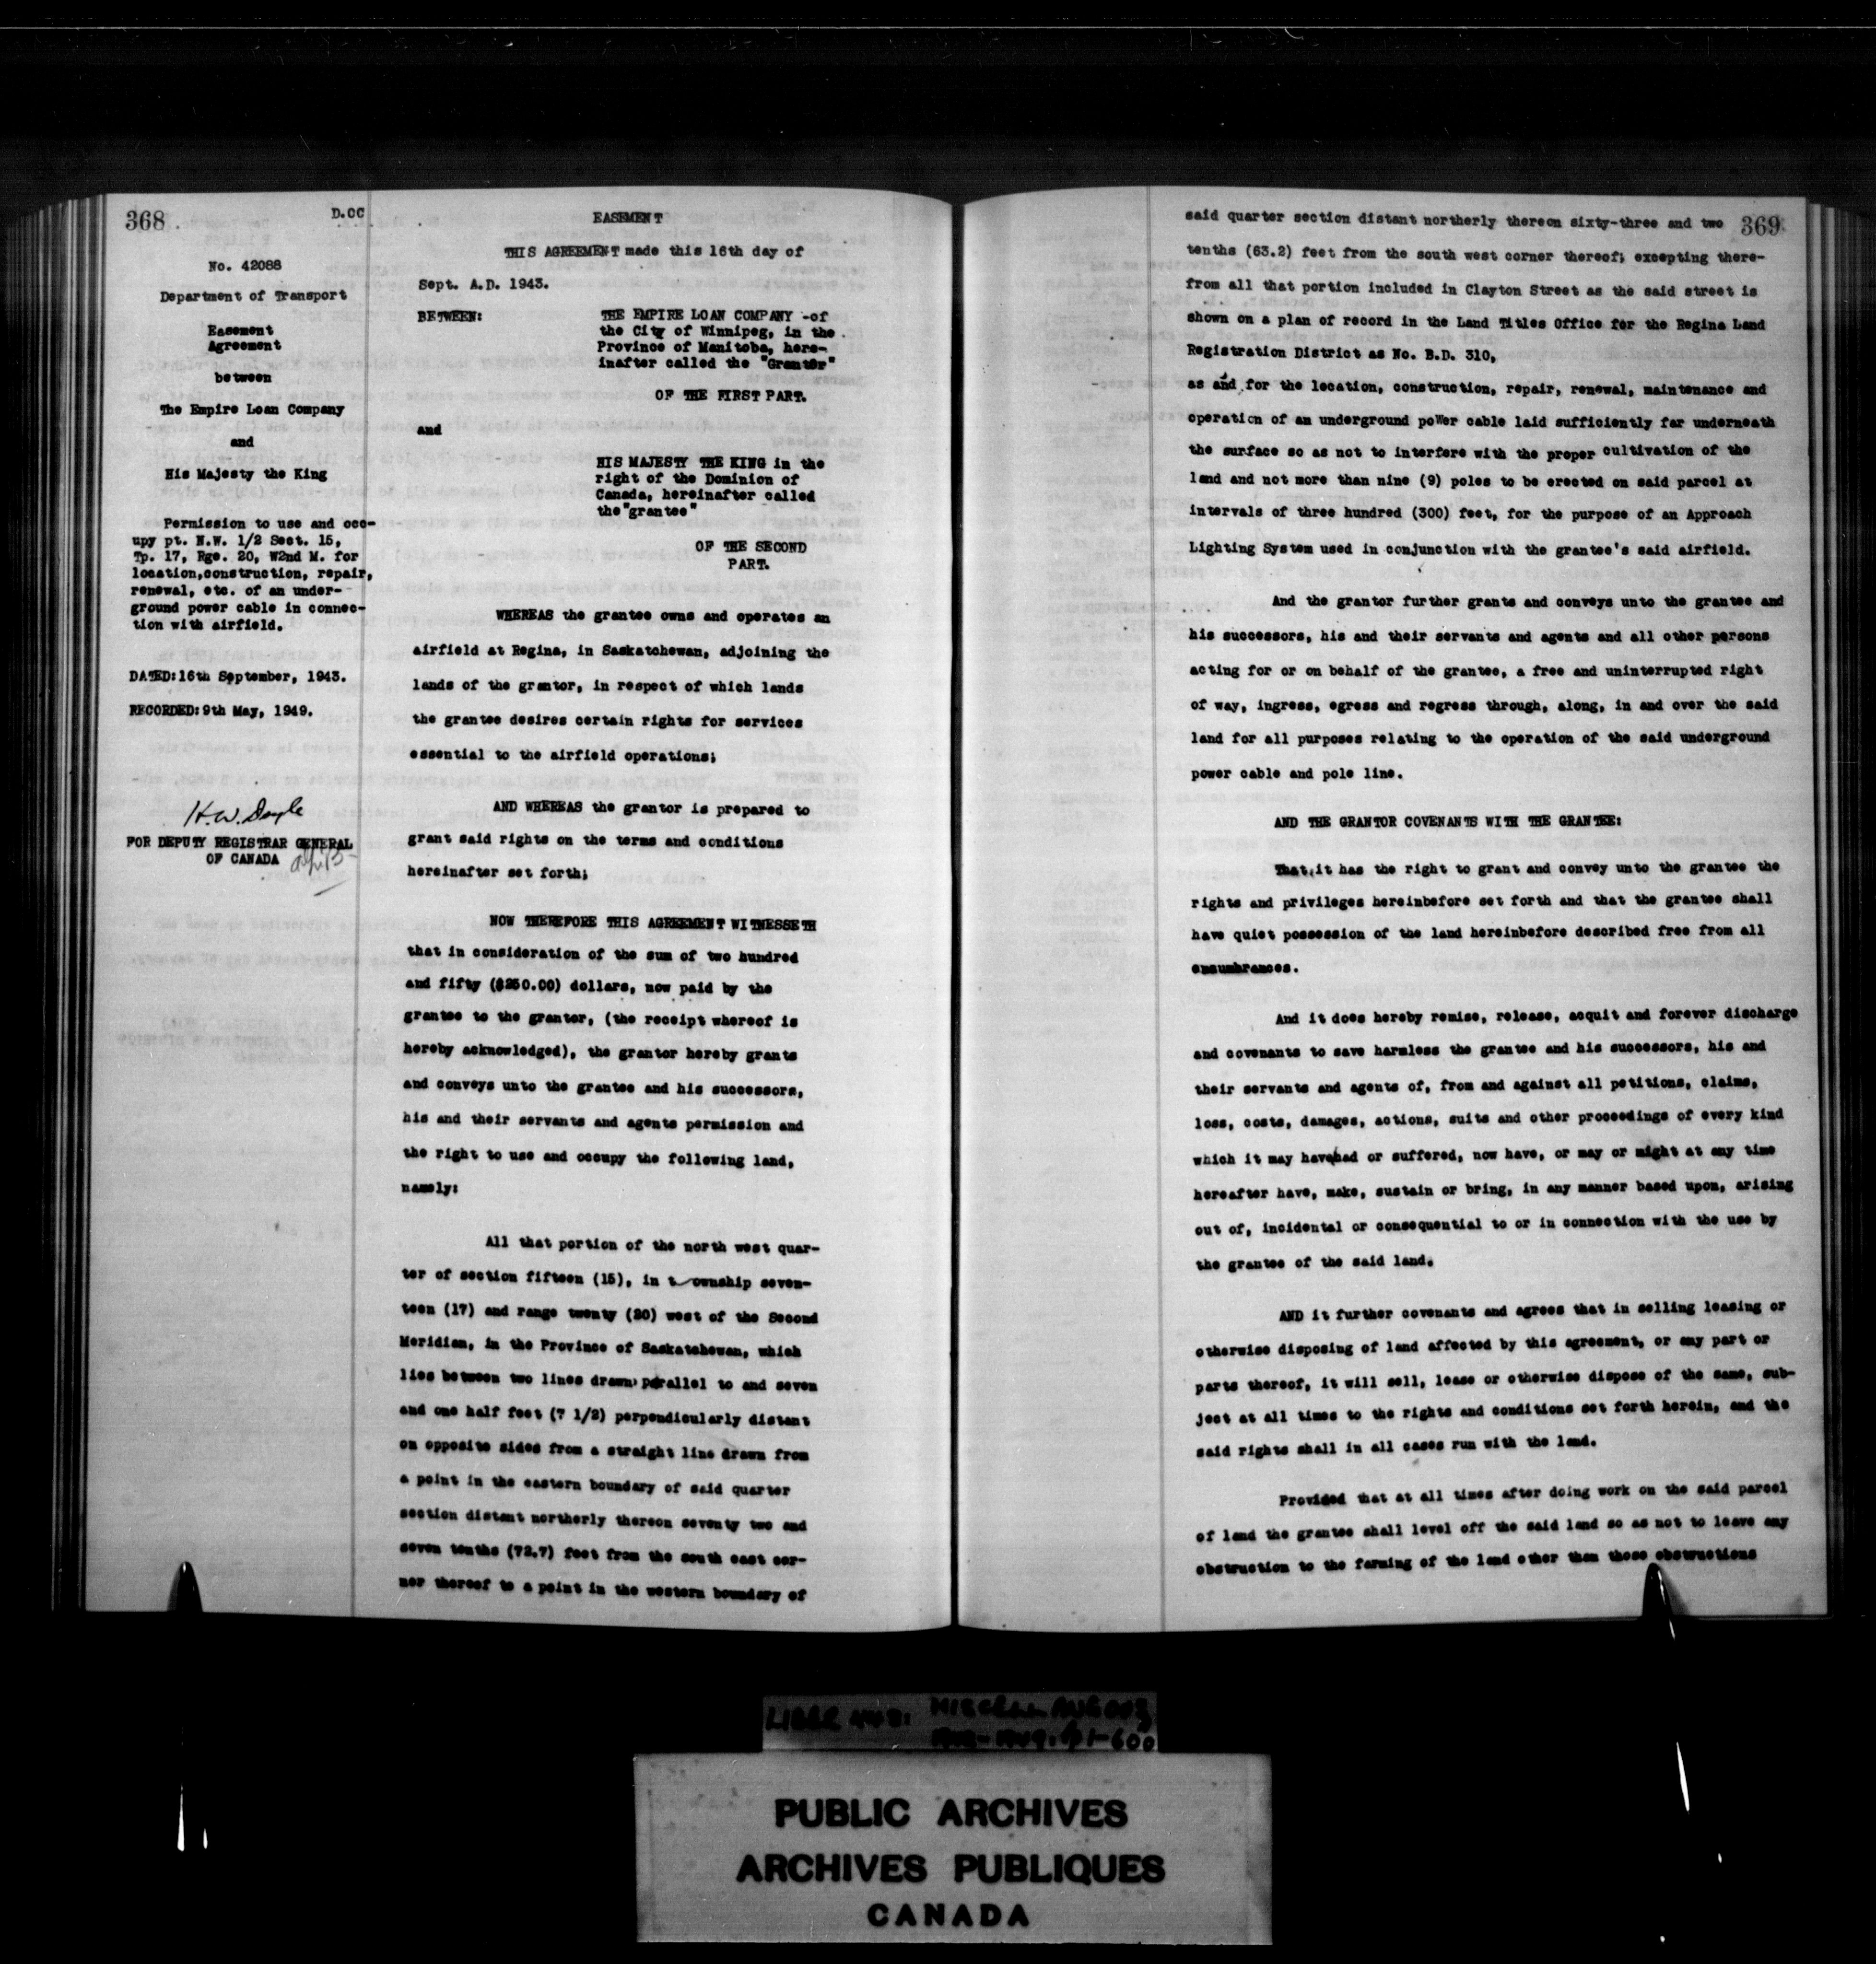 368
D.OC
No. 42088
Department of Transport
Easement
Agreement
between
The Empire Loan Company
and
His Majesty the King
Permission to use and occ-
upy pt. N.W. 1/2 Sect. 15,
Tp. 17, Rge. 20, W2nd M. for
location,construction, repair,
renewal, etc. of an under-
ground power cable in connec-
tion with airfield.
DATED:16th September, 1943.
RECORDED:9th May, 1949.
H.W. Doyle
FOR DEPUTY REGISTRAR GENERAL
OF CANADA
EASEMENT
THIS AGREEMENT made this 16th day of
Sept. A.D. 1943.
BETWEEN:
THE EMPIRE LOAN COMPANY -of
the City of Winnipeg, in the
Province of Manitoba, here-
inafter called the "Grantor"
OF THE FIRST PART.
and
HIS MAJESTY THE KING in the
right of the Dominion of
Canada, hereinafter called
the"grantee"
OF THE SECOND
PART.
WHEREAS the grantee owns and operates an
airfield at Regina, in Saskatchewan, adjoining the
lands of the grantor, in respect of which lands
the grantee desires certain rights for services
essential to the airfield operations;
AND WHEREAS the grantor is prepared to
grant said rights on the terms and conditions
hereinafter set forth;
NOW THEREFORE THIS AGREEMENT WITNESSETH
that in consideration of the sum of two hundred
and fifty ($250.00) dollars, now paid by the
grantee to the grantor, (the receipt whereof is
hereby acknowledged), the grantor hereby grants
and conveys unto the grantee and his successors,
his and their servants and agents permission and
the right to use and occupy the following land,
namely:
All that portion of the north west quar-
ter of section fifteen (15), in township seven-
teen (17) and range twenty (20) west of the Second
Meridian, in the Province of Saskatchewan, which
lies between two lines drawn parallel to and seven
and one half feet (7 1/2) perpendicularly distant
on opposite sides from a straight line drawn from
a point in the eastern boundary of said quarter
section distant northerly thereon seventy two and
seven tenths (72.7) feet from the south east cor-
ner thereof to a point in the western boundary of
369
said quarter section distant northerly thereon sixty-three and two
tenths (63.2) feet from the south west corner thereof; excepting there-
from all that portion included in Clayton Street as the said street is
shown on a plan of record in the Land Titles Office for the Regina Land
Registration District as No. B.D. 310,
as and for the location, construction, repair, renewal, maintenance and
operation of an underground poWer cable laid sufficiently far underneath
the surface so as not to interfere with the proper cultivation of the
land and not more than nine (9) poles to be erected on said parcel at
intervals of three hundred (300) feet, for the purpose of an Approach
Lighting System used in conjunction with the grantee's said airfield.
And the grantor further grants and conveys unto the grantee and
his successors, his and their servants and agents and all other persons
acting for or on behalf of the grantee, a free and uninterrupted right
of way, ingress, egress and regress through, along, in and over the said
land for all purposes relating to the operation of the said underground
power cable and pole line.
AND THE GRANTOR COVENANTS WITH THE GRANTEE:
That it has the right to grant and convey unto the grantee the
rights and privileges hereinbefore set forth and that the grantee shall
have quiet possession of the land hereinbefore described free from all
encumbrances.
And it does hereby remise, release, acquit and forever discharge
and covenants to save harmless the grantee and his successors, his and
their servants and agents of, from and against all petitions, claims,
loss, costs, damages, actions, suits and other proceedings of every kind
which it may have had or suffered, now have, or may or might at any time
hereafter have, make, sustain or bring, in any manner based upon, arising
out of, incidental or consequential to or in connection with the use by
the grantee of the said land.
AND it further covenants and agrees that in selling leasing or
otherwise disposing of land affected by this agreement, or any part or
parts thereof, it will sell, lease or otherwise dispose of the same, sub-
ject at all times to the rights and conditions set forth herein, and the
said rights shall in all cases run with the land.
Provided that at all times after doing work on the said parcel
of land the grantee shall level off the said land so as not to leave any
obstruction to the farming of the land other than those obstructions
PUBLIC ARCHIVES
ARCHIVES PUBLIQUES
CANADA